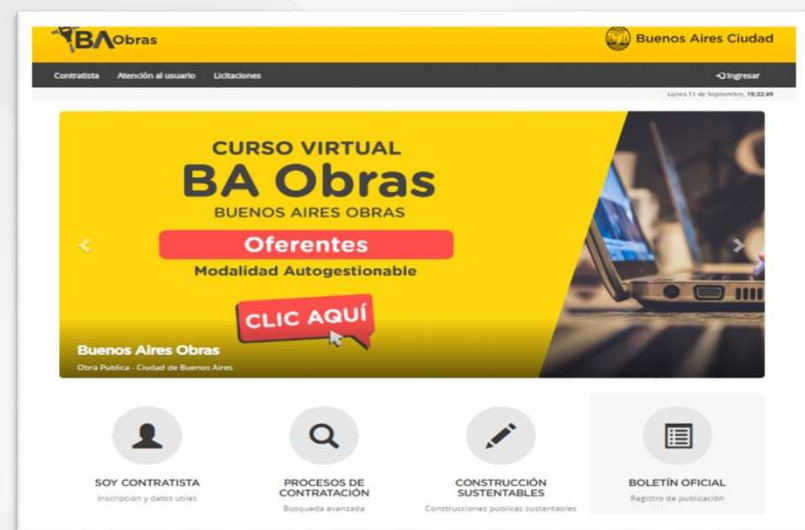 BA Obras
Buenos Aires Ciudad
Contratista Atención al usuario Licitaciones Ingresar
Lunes 11 de Septiembre, 19:22:49
CURSO VIRTUAL
BA Obras
BUENOS AIRES OBRAS
Oferentes
Modalidad Autogestionable
CLIC AQUÍ
Buenos Aires Obras
Obra Publica - Ciudad de Buenos Aires
SOY CONTRATISTA
Inscripción y datos utiles
PROCESOS DE
CONTRATACIÓN
Busqueda avanzada
CONSTRUCCIÓN
SUSTENTABLES
Construcciones publicas sustentables
BOLETÍN OFICIAL
Registro de publicación